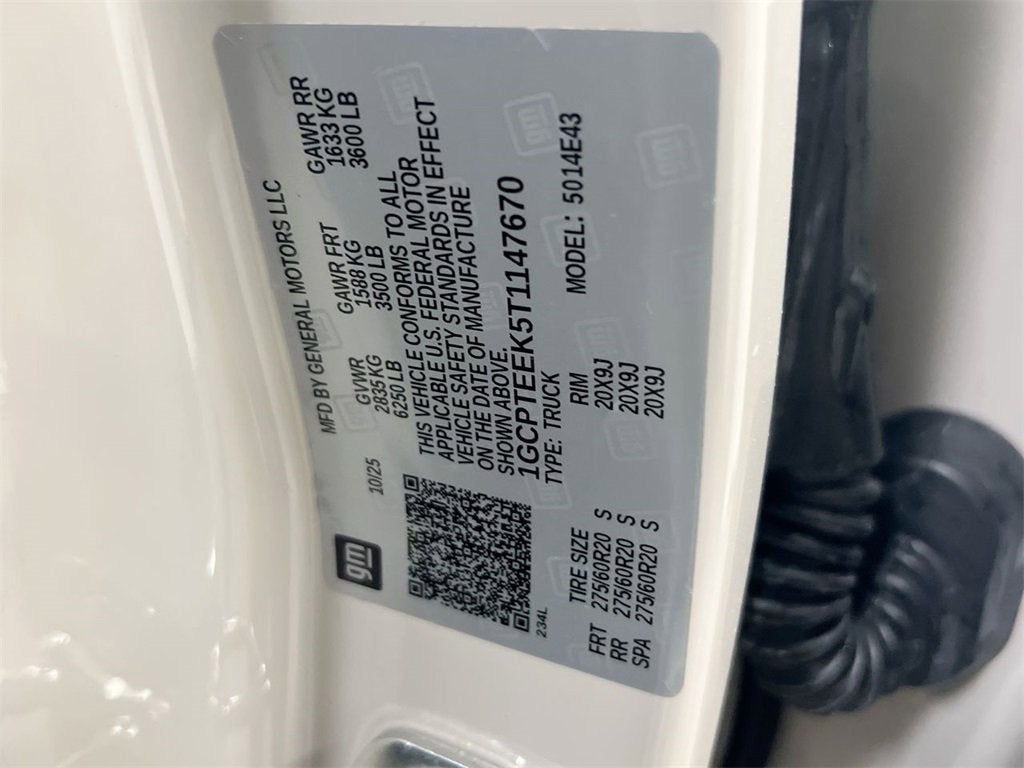 gm
10/25
MFD BY GENERAL MOTORS LLC
GVWR GAWR FRT GAWR RR
2835 KG 1588 KG 1633 KG
6250 LB 3500 LB 3600 LB
THIS VEHICLE CONFORMS TO ALL
APPLICABLE U.S. FEDERAL MOTOR
VEHICLE SAFETY STANDARDS IN EFFECT
ON THE DATE OF MANUFACTURE
SHOWN ABOVE.
1GCPTEEK5T1147670
TYPE: TRUCK MODEL: 5014E43
234L
TIRE SIZE RIM
FRT 275/60R20 S 20X9J
RR 275/60R20 S 20X9J
SPA 275/60R20 S 20X9J